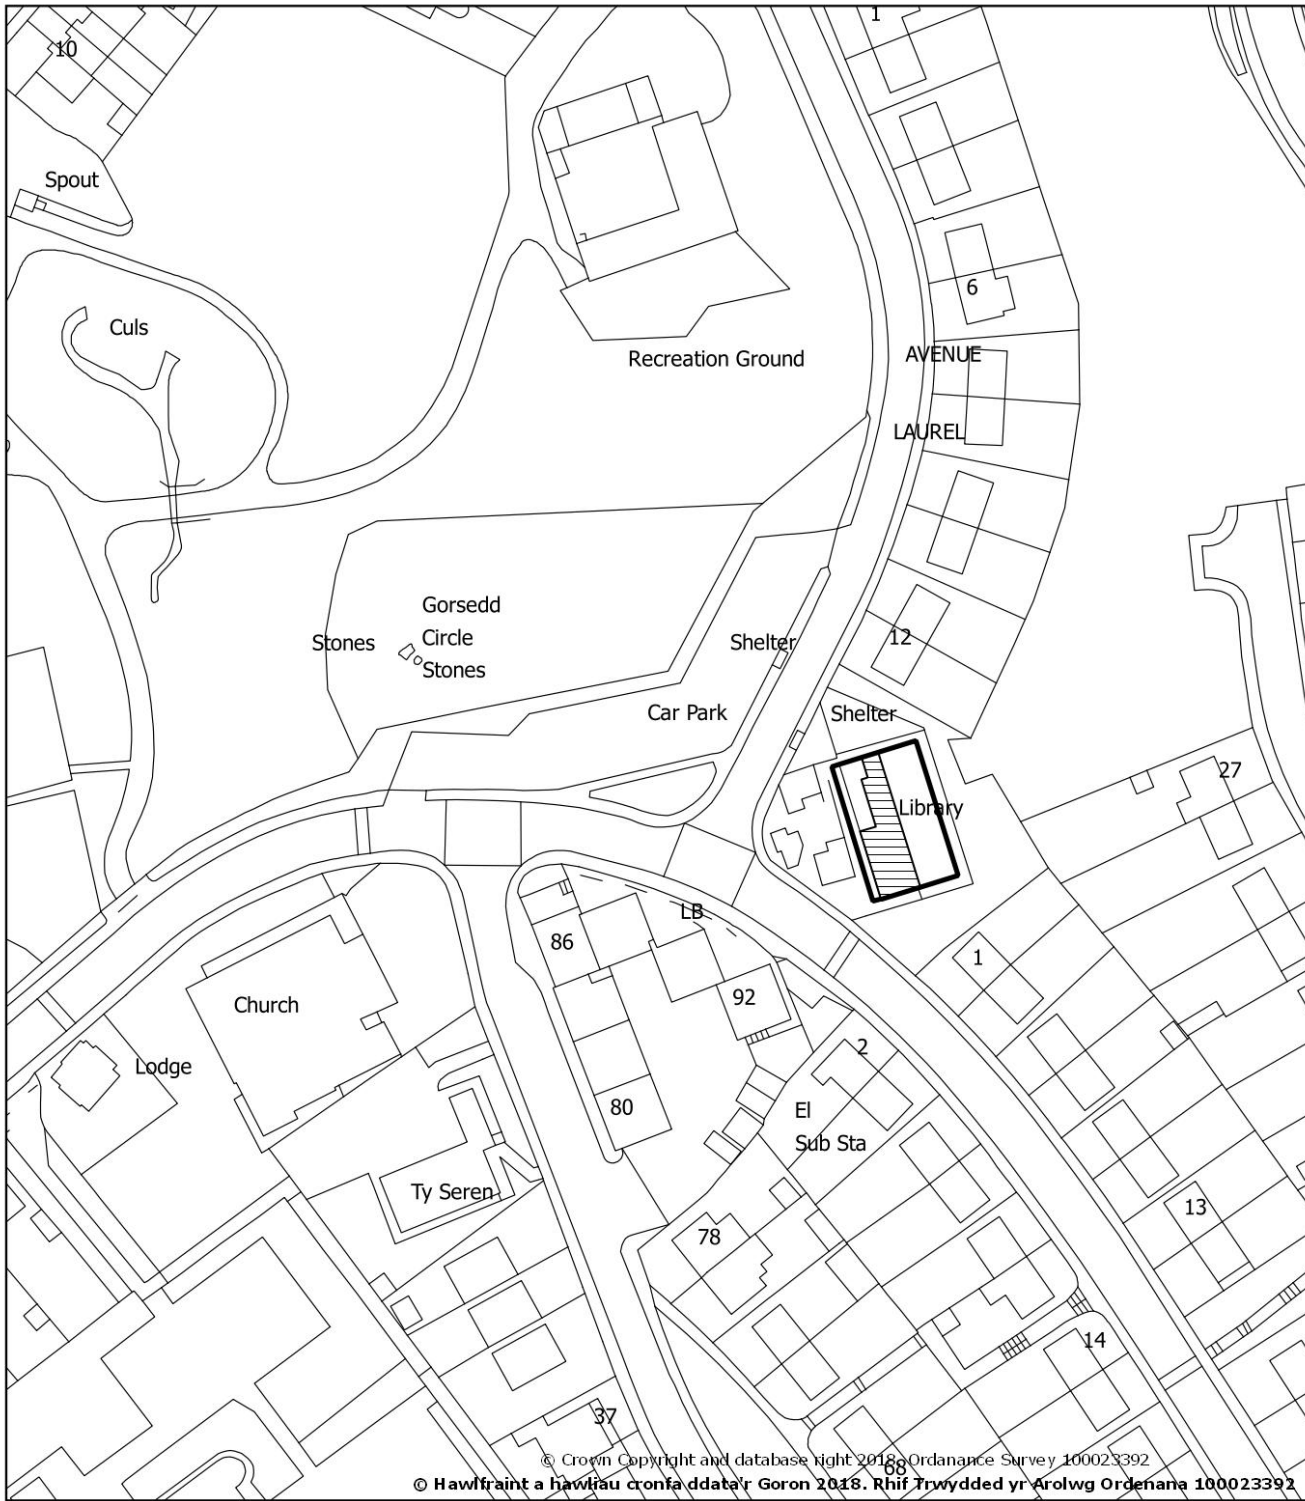 1
10
Spout
6
Culs
AVENUE
Recreation Ground
LAUREL
Gorsedd
Circle
Stones
Stones
12
Shelter
Car Park
Shelter
27
Library
LB
86
1
92
Church
2
Lodge
80
El
Sub Sta
Ty Seren
13
78
14
37
68
© Crown Copyright and database right 2018. Ordanance Survey 100023392
© Hawlfraint a hawliau cronfa ddata'r Goron 2018. Rhif Trwydded yr Arolwg Ordenana 100023392